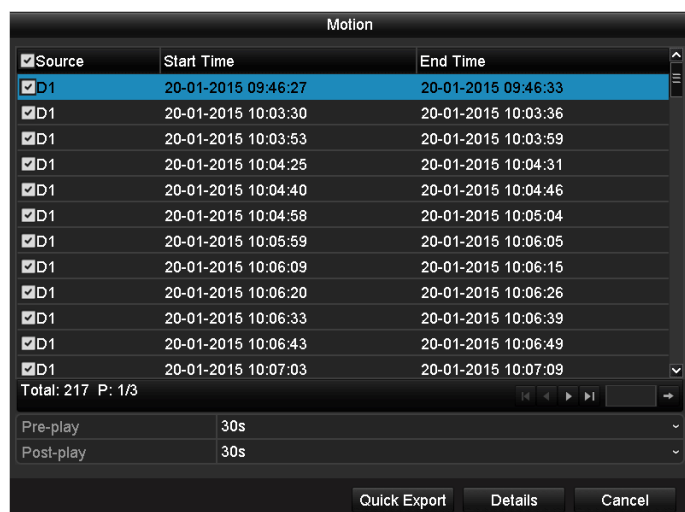 Motion
Source Start Time End Time
D1 20-01-2015 09:46:27 20-01-2015 09:46:33
D1 20-01-2015 10:03:30 20-01-2015 10:03:36
D1 20-01-2015 10:03:53 20-01-2015 10:03:59
D1 20-01-2015 10:04:25 20-01-2015 10:04:31
D1 20-01-2015 10:04:40 20-01-2015 10:04:46
D1 20-01-2015 10:04:58 20-01-2015 10:05:04
D1 20-01-2015 10:05:59 20-01-2015 10:06:05
D1 20-01-2015 10:06:09 20-01-2015 10:06:15
D1 20-01-2015 10:06:20 20-01-2015 10:06:26
D1 20-01-2015 10:06:33 20-01-2015 10:06:39
D1 20-01-2015 10:06:43 20-01-2015 10:06:49
D1 20-01-2015 10:07:03 20-01-2015 10:07:09
Total: 217 P: 1/3
Pre-play 30s
Post-play 30s
Quick Export Details Cancel